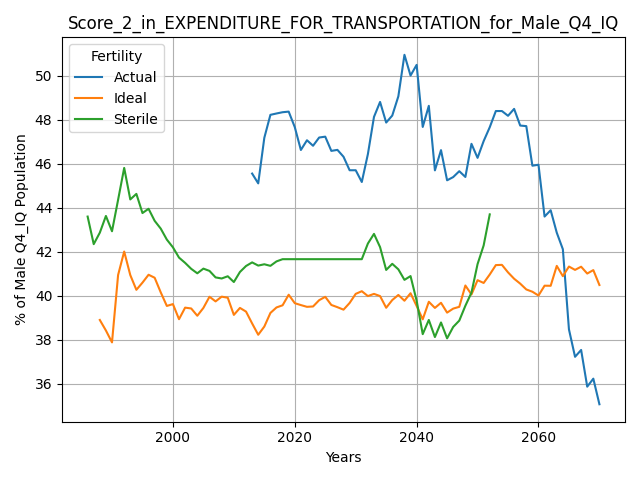 Score_2_in_EXPENDITURE_FOR_TRANSPORTATION_for_Male_Q4_IQ
Fertility
Actual
Ideal
Sterile
% of Male Q4_IQ Population
50
48
46
44
42
40
38
36
2000
2020
2040
2060
Years